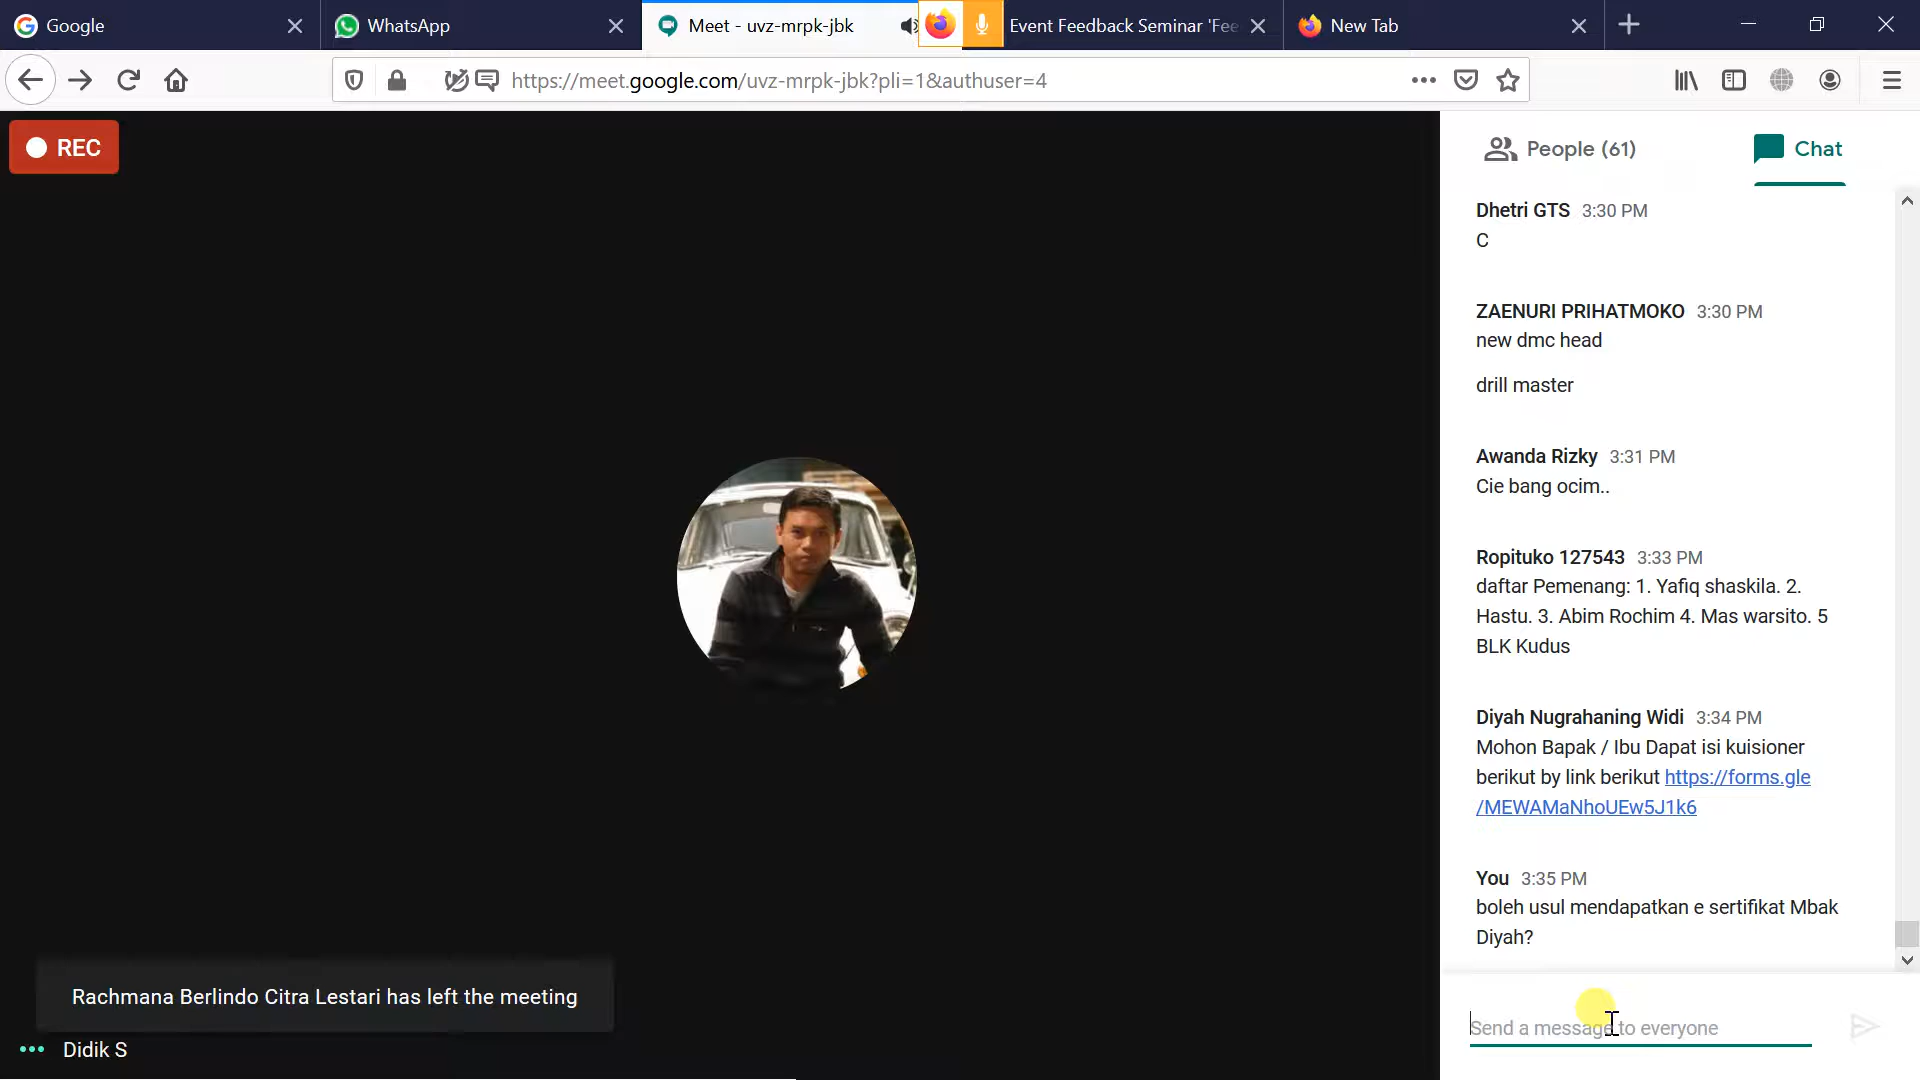 Google
WhatsApp
Meet - uvz-mrpk-jbk
Event Feedback Seminar 'Fee
New Tab
https://meet.google.com/uvz-mrpk-jbk?pli=1&authuser=4
REC
People (61)
Chat
Dhetri GTS 3:30 PM
C
ZAENURI PRIHATMOKO 3:30 PM
new dmc head
drill master
Awanda Rizky 3:31 PM
Cie bang ocim..
Ropituko 127543 3:33 PM
daftar Pemenang: 1. Yafiq shaskila. 2.
Hastu. 3. Abim Rochim 4. Mas warsito. 5
BLK Kudus
Diyah Nugrahaning Widi 3:34 PM
Mohon Bapak / Ibu Dapat isi kuisioner
berikut by link berikut https://forms.gle
/MEWAMaNhoUEw5J1k6
You 3:35 PM
boleh usul mendapatkan e sertifikat Mbak
Diyah?
Rachmana Berlindo Citra Lestari has left the meeting
Send a message to everyone
Didik S